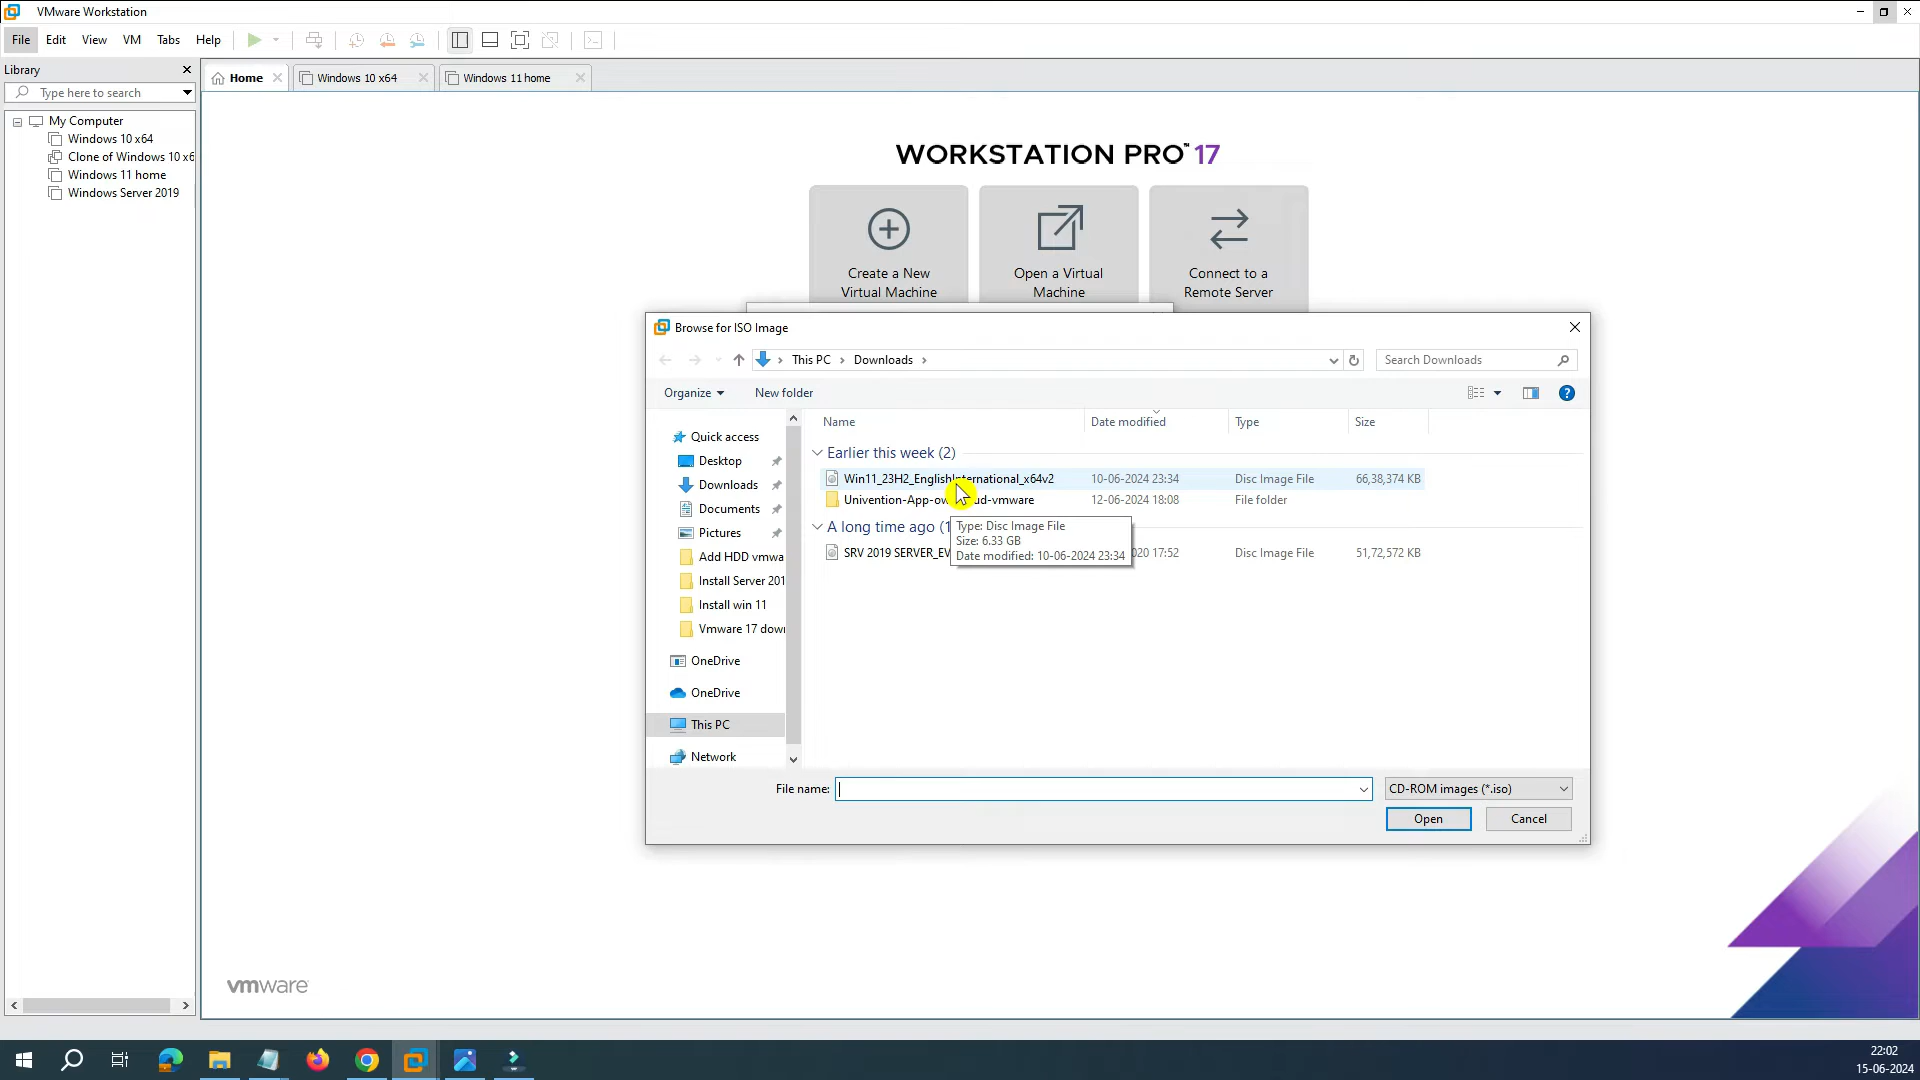 VMware Workstation
File Edit View VM Tabs Help
Library
Type here to search
My Computer
Windows 10 x64
Clone of Windows 10 x6
Windows 11 home
Windows Server 2019
Home
Windows 10 x64
Windows 11 home
WORKSTATION PRO™ 17
Create a New
Virtual Machine
Open a Virtual
Machine
Connect to a
Remote Server
Browse for ISO Image
This PC > Downloads >
Search Downloads
Organize
New folder
Quick access
Desktop
Downloads
Documents
Pictures
Add HDD vmwa
Install Server 201
Install win 11
Vmware 17 dow
OneDrive
OneDrive
This PC
Network
Name Date modified Type Size
Earlier this week (2)
Win11_23H2_EnglishInternational_x64v2 10-06-2024 23:34 Disc Image File 66,38,374 KB
Univention-App-ow ud-vmware 12-06-2024 18:08 File folder
A long time ago (1
SRV 2019 SERVER_EV 020 17:52 Disc Image File 51,72,572 KB
Type: Disc Image File
Size: 6.33 GB
Date modified: 10-06-2024 23:34
File name:
CD-ROM images (*.iso)
Open
Cancel
vmware
22:02
15-06-2024